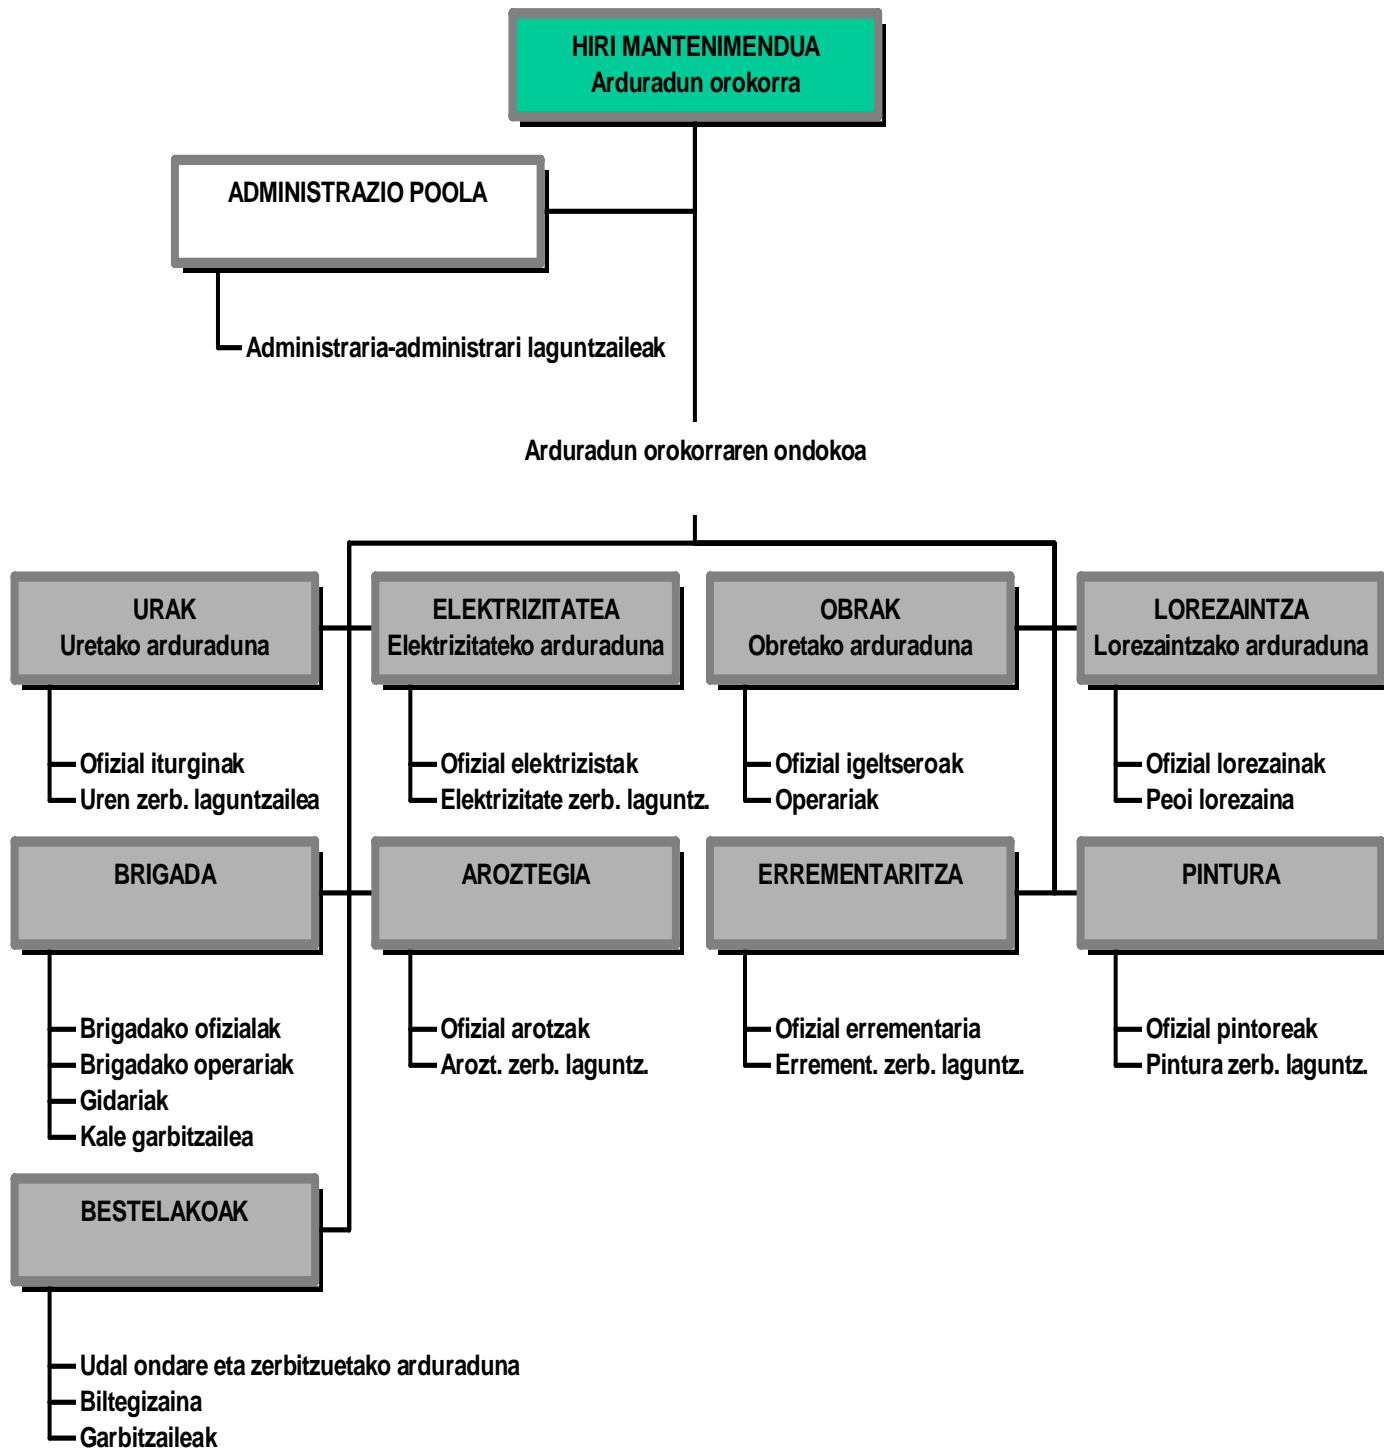 HIRI MANTENIMENDUA
Arduradun orokorra
ADMINISTRAZIO POOLA
Administraria-administrari laguntzaileak
Arduradun orokorraren ondokoa
URAK
Uretako arduraduna
Ofizial iturginak
Uren zerb. laguntzailea
ELEKTRIZITATEA
Elektrizitateko arduraduna
Ofizial elektrizistak
Elektrizitate zerb. laguntz.
OBRAK
Obretako arduraduna
Ofizial igeltseroak
Operariak
LOREZAINTZA
Lorezaintzako arduraduna
Ofizial lorezainak
Peoi lorezaina
BRIGADA
Brigadako ofizialak
Brigadako operariak
Gidariak
Kale garbitzailea
AROZTEGIA
Ofizial arotzak
Arozt. zerb. laguntz.
ERREMENTARITZA
Ofizial errementaria
Errement. zerb. laguntz.
PINTURA
Ofizial pintoreak
Pintura zerb. laguntz.
BESTELAKOAK
Udal ondare eta zerbitzuetako arduraduna
Biltegizaina
Garbitzaileak